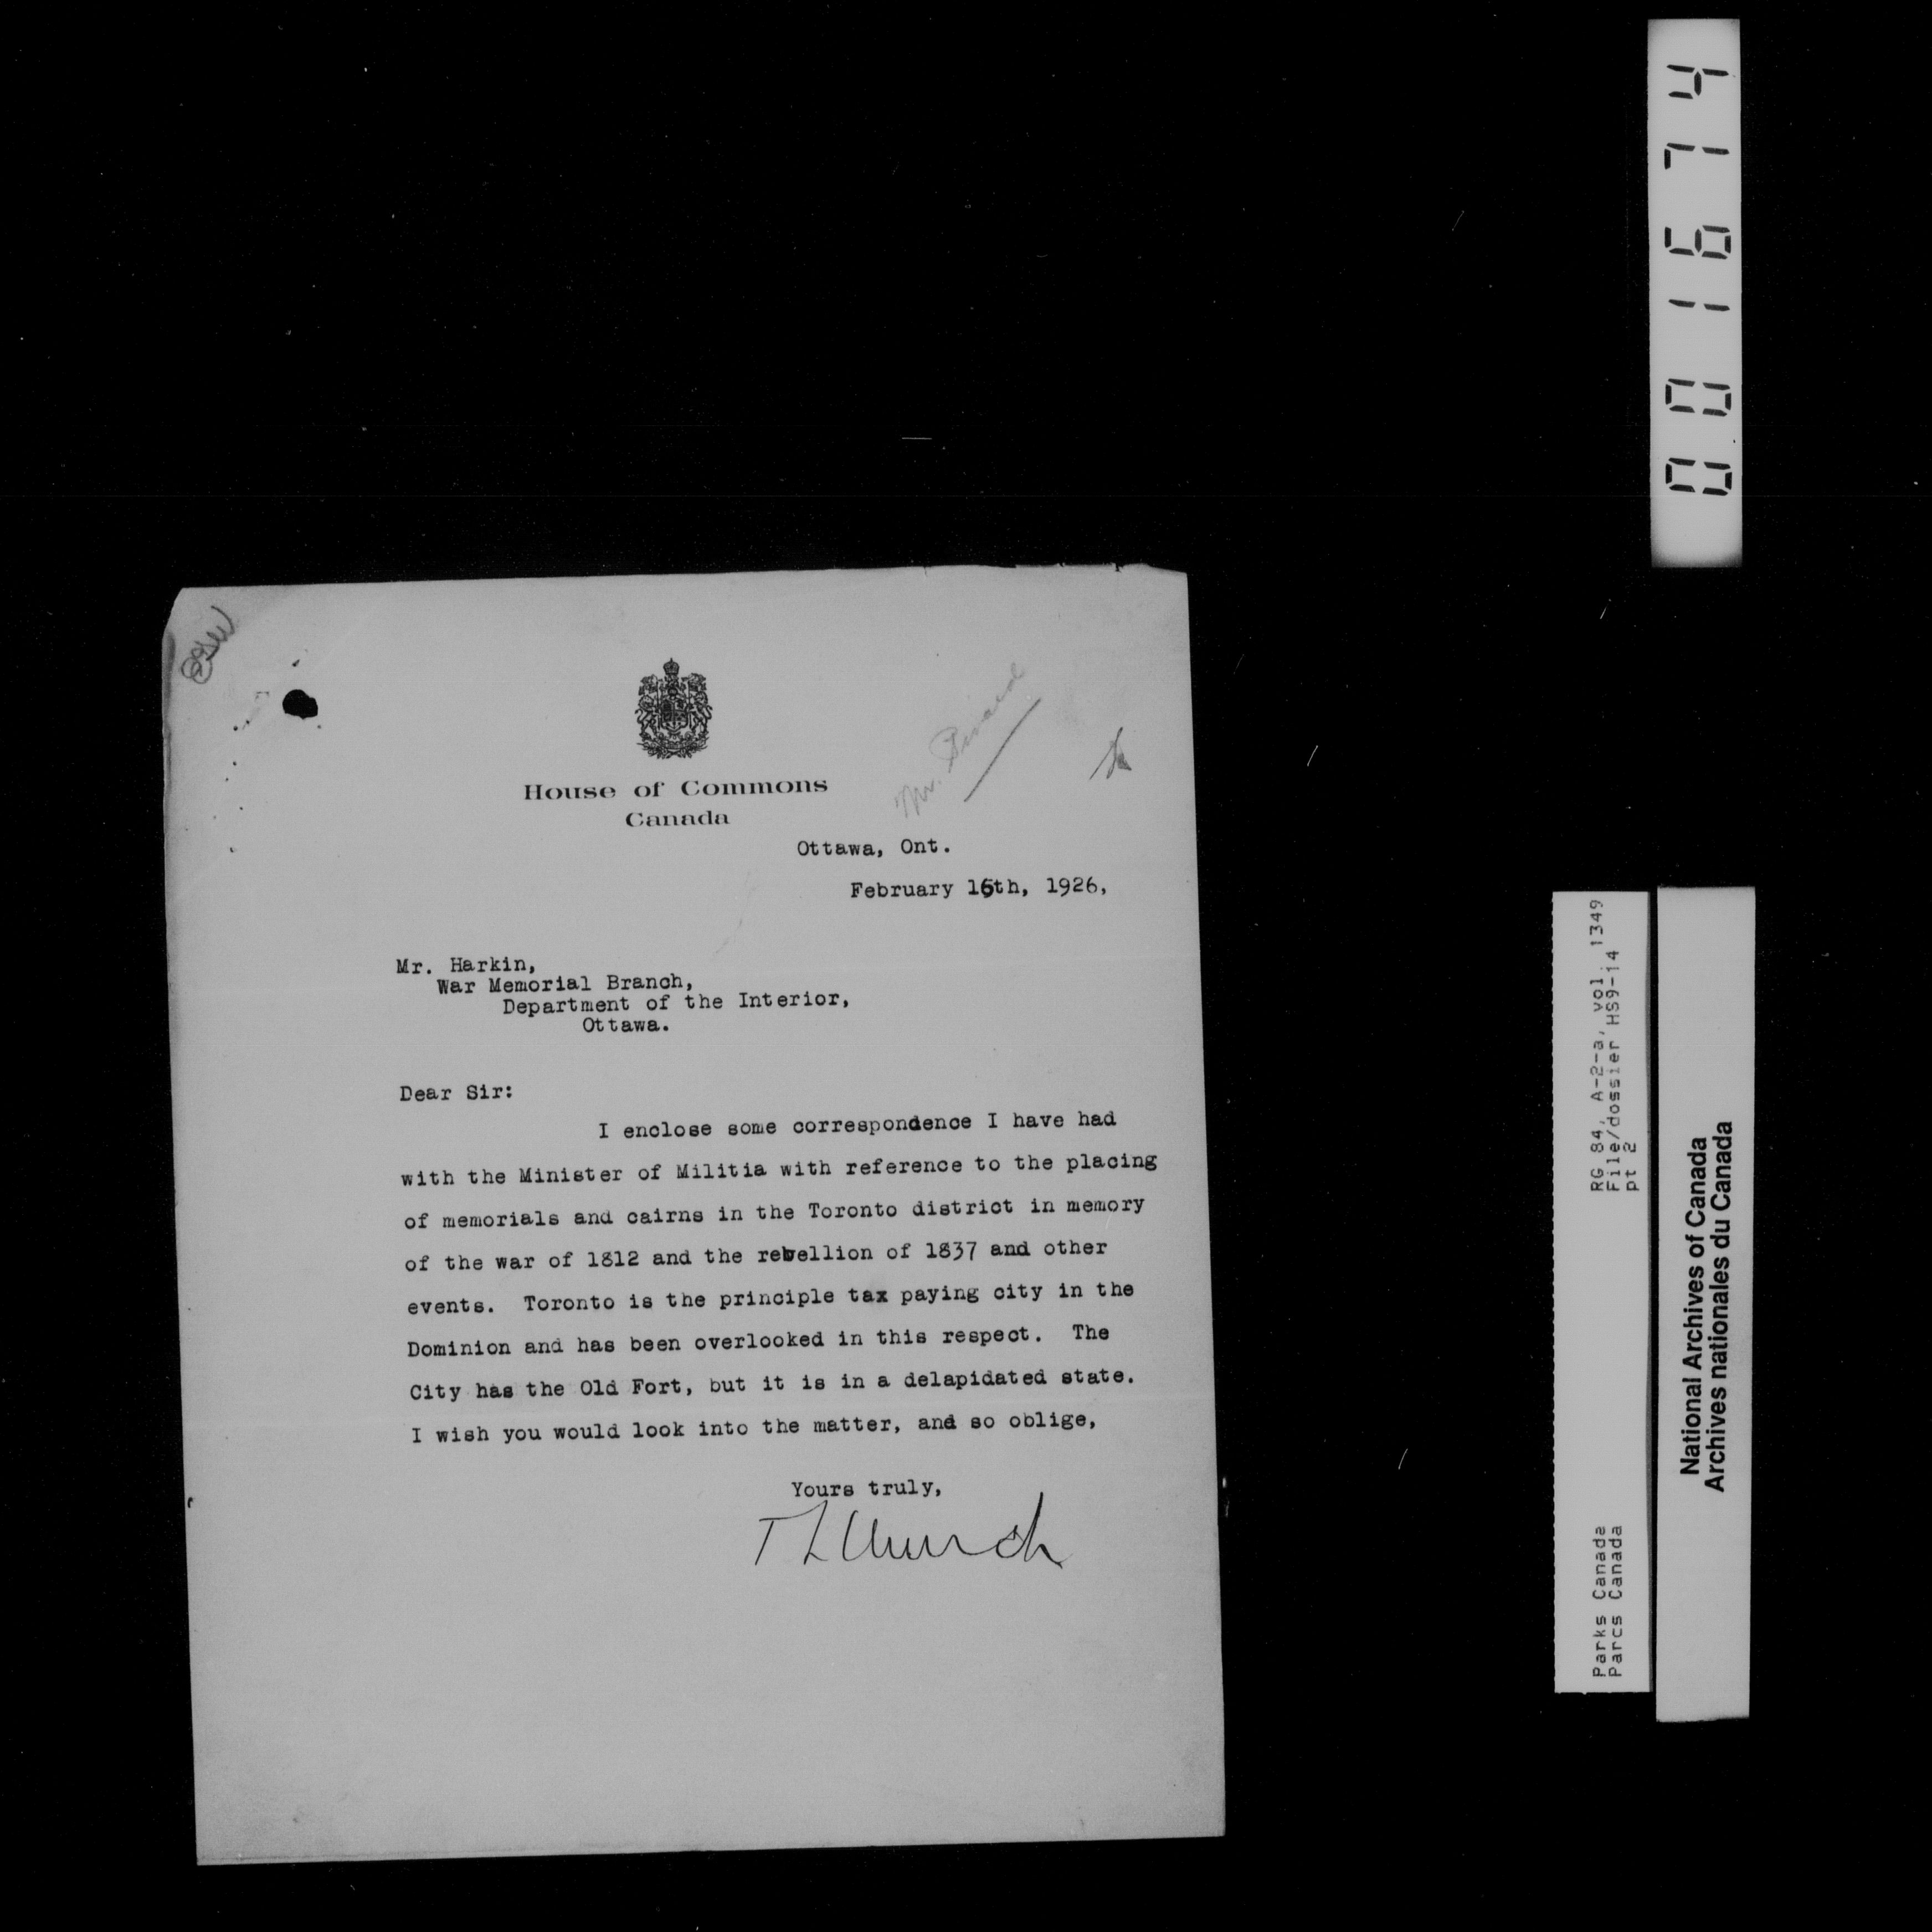 House of Commons
Canada
Mr.
Ottawa, Ont.
February 16th, 1926,
Mr. Harkin,
War Memorial Branch,
Department of the Interior,
Ottawa.
Dear Sir:
I enclose some correspondence I have had
with the Minister of Militia with reference to the placing
of memorials and cairns in the Toronto district in memory
of the war of 1812 and the rebellion of 1837 and other
events. Toronto is the principle tax paying city in the
Dominion and has been overlooked in this respect. The
City has the Old Fort, but it is in a delapidated state.
I wish you would look into the matter, and so oblige,
Yours truly,
T L Church
001674
Parks Canada RG 84, A-2-a, vol. 1349
Parcs Canada File/dossier HS9-14
pt 2
National Archives of Canada
Archives nationales du Canada